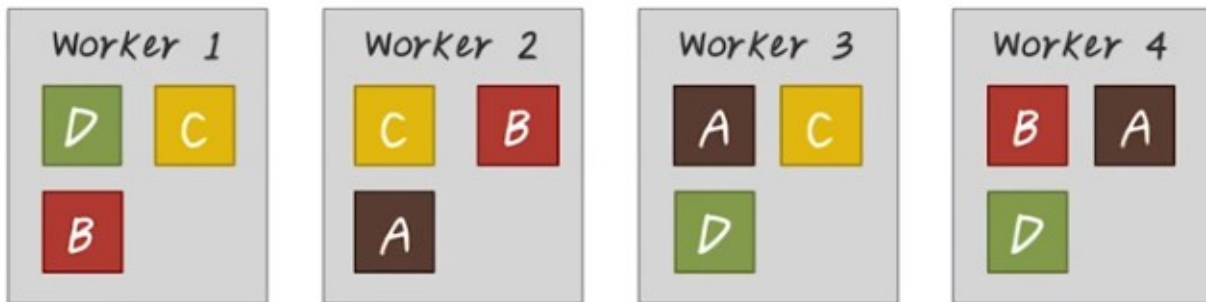 Worker 1
D C
B
Worker 2
C B
A
Worker 3
A C
D
Worker 4
B A
D